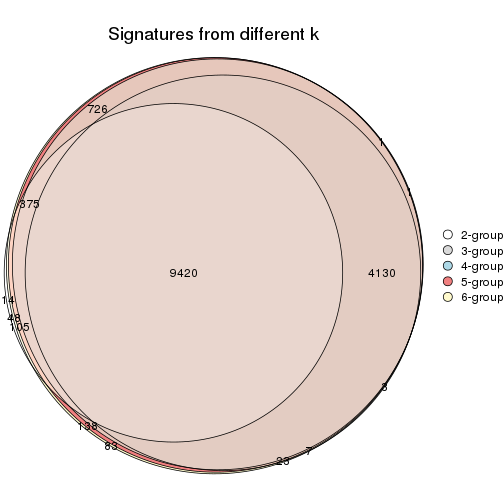 Signatures from different k
726
1
1
375
9420
4130
14
48
105
3
138
83
7
23
2-group
3-group
4-group
5-group
6-group